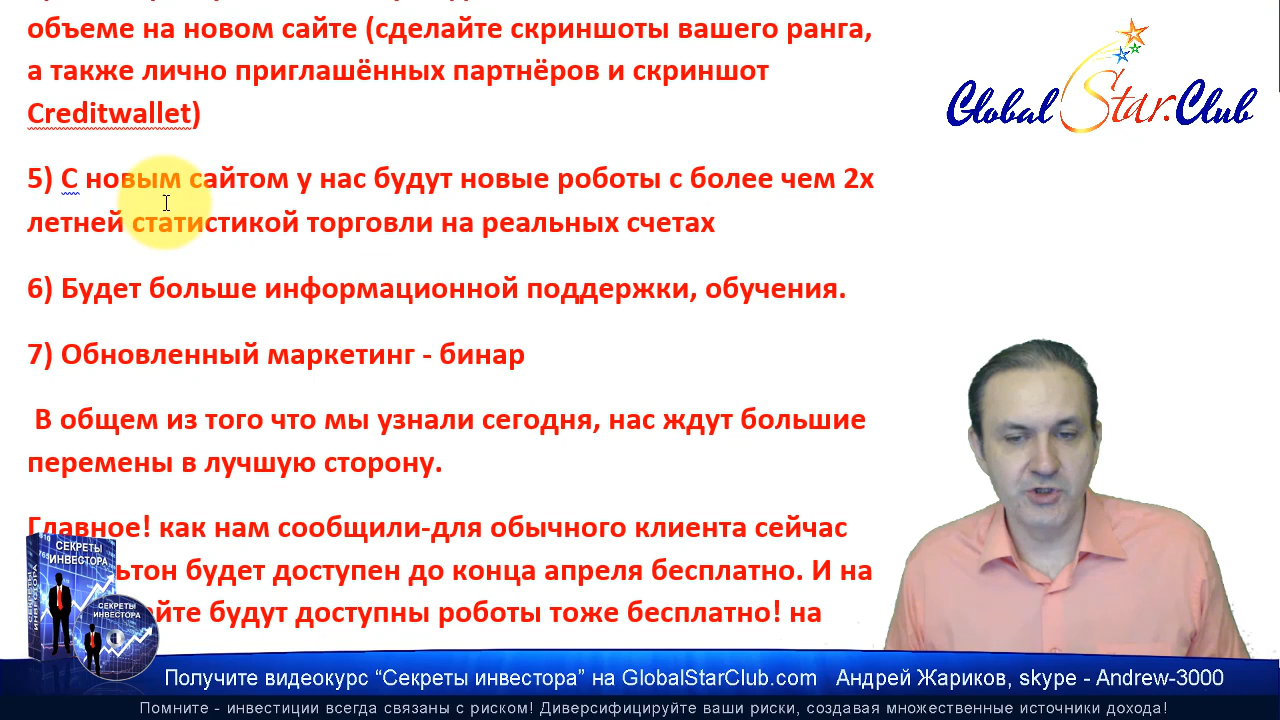 объеме на новом сайте (сделайте скриншоты вашего ранга,
а также лично приглашённых партнёров и скриншот
Creditwallet)
5) С новым сайтом у нас будут новые роботы с более чем 2х
летней статистикой торговли на реальных счетах
6) Будет больше информационной поддержки, обучения.
7) Обновленный маркетинг - бинар
В общем из того что мы узнали сегодня, нас ждут большие
перемены в лучшую сторону.
Главное! как нам сообщили-для обычного клиента сейчас
будет доступен до конца апреля бесплатно. И на
будут доступны роботы тоже бесплатно! на
Global Star.Club
СЕКРЕТЫ
ИНВЕСТОРА
СЕКРЕТЫ
ИНВЕСТОРА
СЕКРЕТЫ
ИНВЕСТОРА
Получите видеокурс “Секреты инвестора” на GlobalStarClub.com Андрей Жариков, skype - Andrew-3000
Помните - инвестиции всегда связаны с риском! Диверсифицируйте ваши риски, создавая множественные источники дохода!